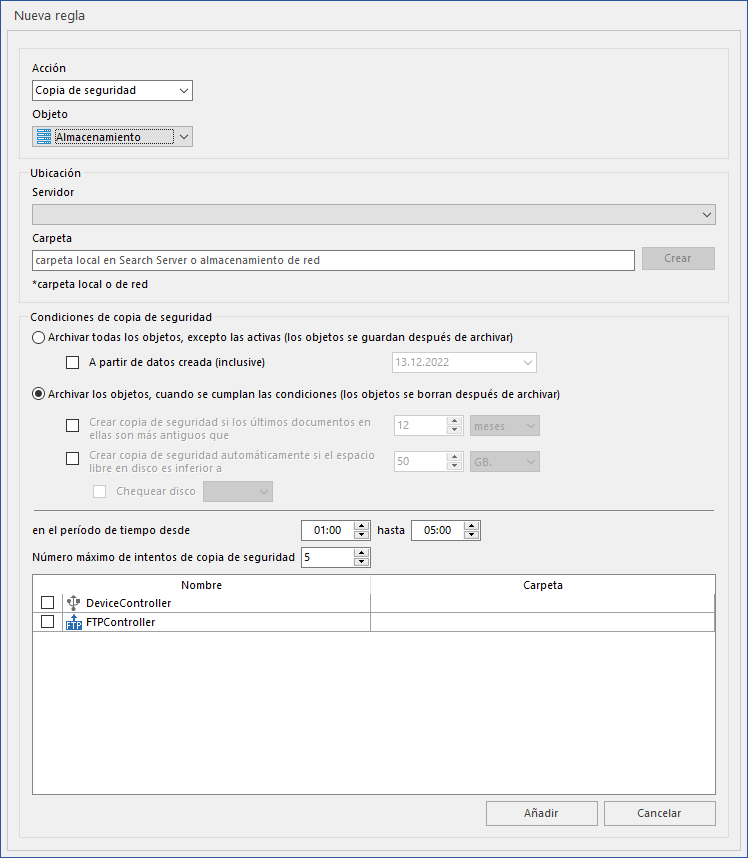 Nueva regla
Acción
Copia de seguridad
Objeto
Almacenamiento
Ubicación
Servidor
Carpeta
carpeta local en Search Server o almacenamiento de red
Crear
*carpeta local o de red
Condiciones de copia de seguridad
Archivar todas los objetos, excepto las activas (los objetos se guardan después de archivar)
A partir de datos creada (inclusive)
13.12.2022
Archivar los objetos, cuando se cumplan las condiciones (los objetos se borran después de archivar)
Crear copia de seguridad si los últimos documentos en
ellas son más antiguos que
12
meses
Crear copia de seguridad automáticamente si el espacio
libre en disco es inferior a
50
GB.
Chequear disco
en el período de tiempo desde
01:00
hasta
05:00
Número máximo de intentos de copia de seguridad
5
Nombre
Carpeta
DeviceController
FTP
FTPController
Añadir
Cancelar